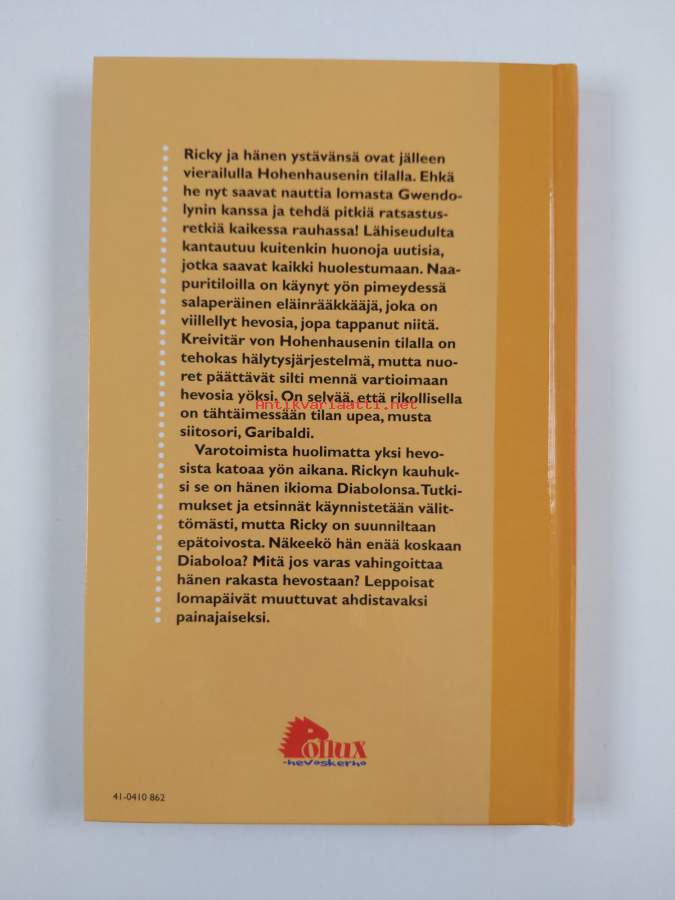 Ricky ja hänen ystävänsä ovat jälleen
vierailulla Hohenhausenin tilalla. Ehkä
he nyt saavat nauttia lomasta Gwendo-
lynin kanssa ja tehdä pitkiä ratsastus-
retkiä kaikessa rauhassa! Lähiseudulta
kantautuu kuitenkin huonoja uutisia,
jotka saavat kaikki huolestumaan. Naa-
puritiloilla on käynyt yön pimeydessä
salaperäinen eläinrääkkääjä, joka on
viillellyt hevosia, jopa tappanut niitä.
Kreivitär von Hohenhausenin tilalla on
tehokas hälytysjärjestelmä, mutta nuo-
ret päättävät silti mennä vartioimaan
hevosia yöksi. On selvää, että rikollisella
Antikvariaatti.net
on tähtäimessään tilan upea, musta
siitosori, Garibaldi.
Varotoimista huolimatta yksi hevo-
sista katoaa yön aikana. Rickyn kauhuk-
si se on hänen ikioma Diabolonsa. Tutki-
mukset ja etsinnät käynnistetään välit-
tömästi, mutta Ricky on suunniltaan
epätoivosta. Näkeekö hän enää koskaan
Diaboloa? Mitä jos varas vahingoittaa
hänen rakasta hevostaan? Leppoisat
lomapäivät muuttuvat ahdistavaksi
painajaiseksi.
Pollux
-hevoskerho
41-0410 862